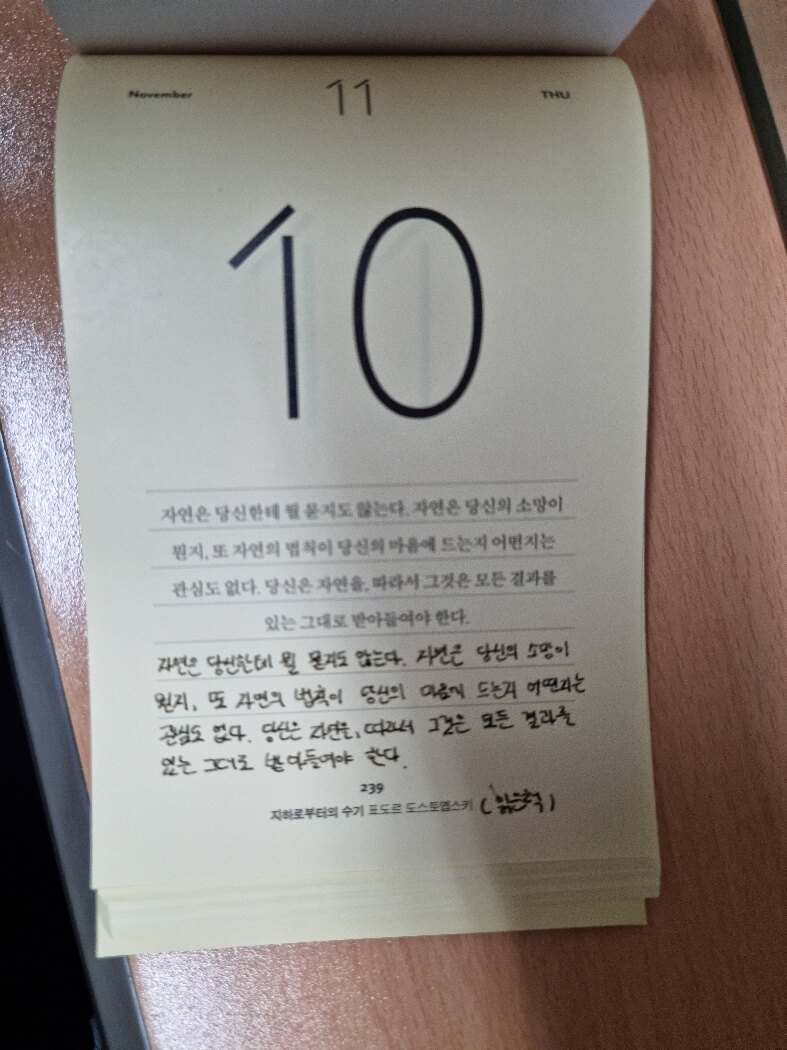 November 11 THU
10
자연은 당신한테 뭘 묻지도 않는다. 자연은 당신의 소망이
뭔지, 또 자연의 법칙이 당신의 마음에 드는지 어떤지는
관심도 없다. 당신은 자연을, 따라서 그것은 모든 결과를
있는 그대로 받아들여야 한다.
자연은 당신한테 뭘 묻지도 않는다. 자연은 당신의 소망이
뭔지, 또 자연의 법칙이 당신의 마음에 드는지 어떤지는
관심도 없다. 당신은 자연을, 따라서 그것은 모든 결과를
있는 그대로 받아들여야 한다.
239
지하로부터의 수기 표도르 도스토옙스키